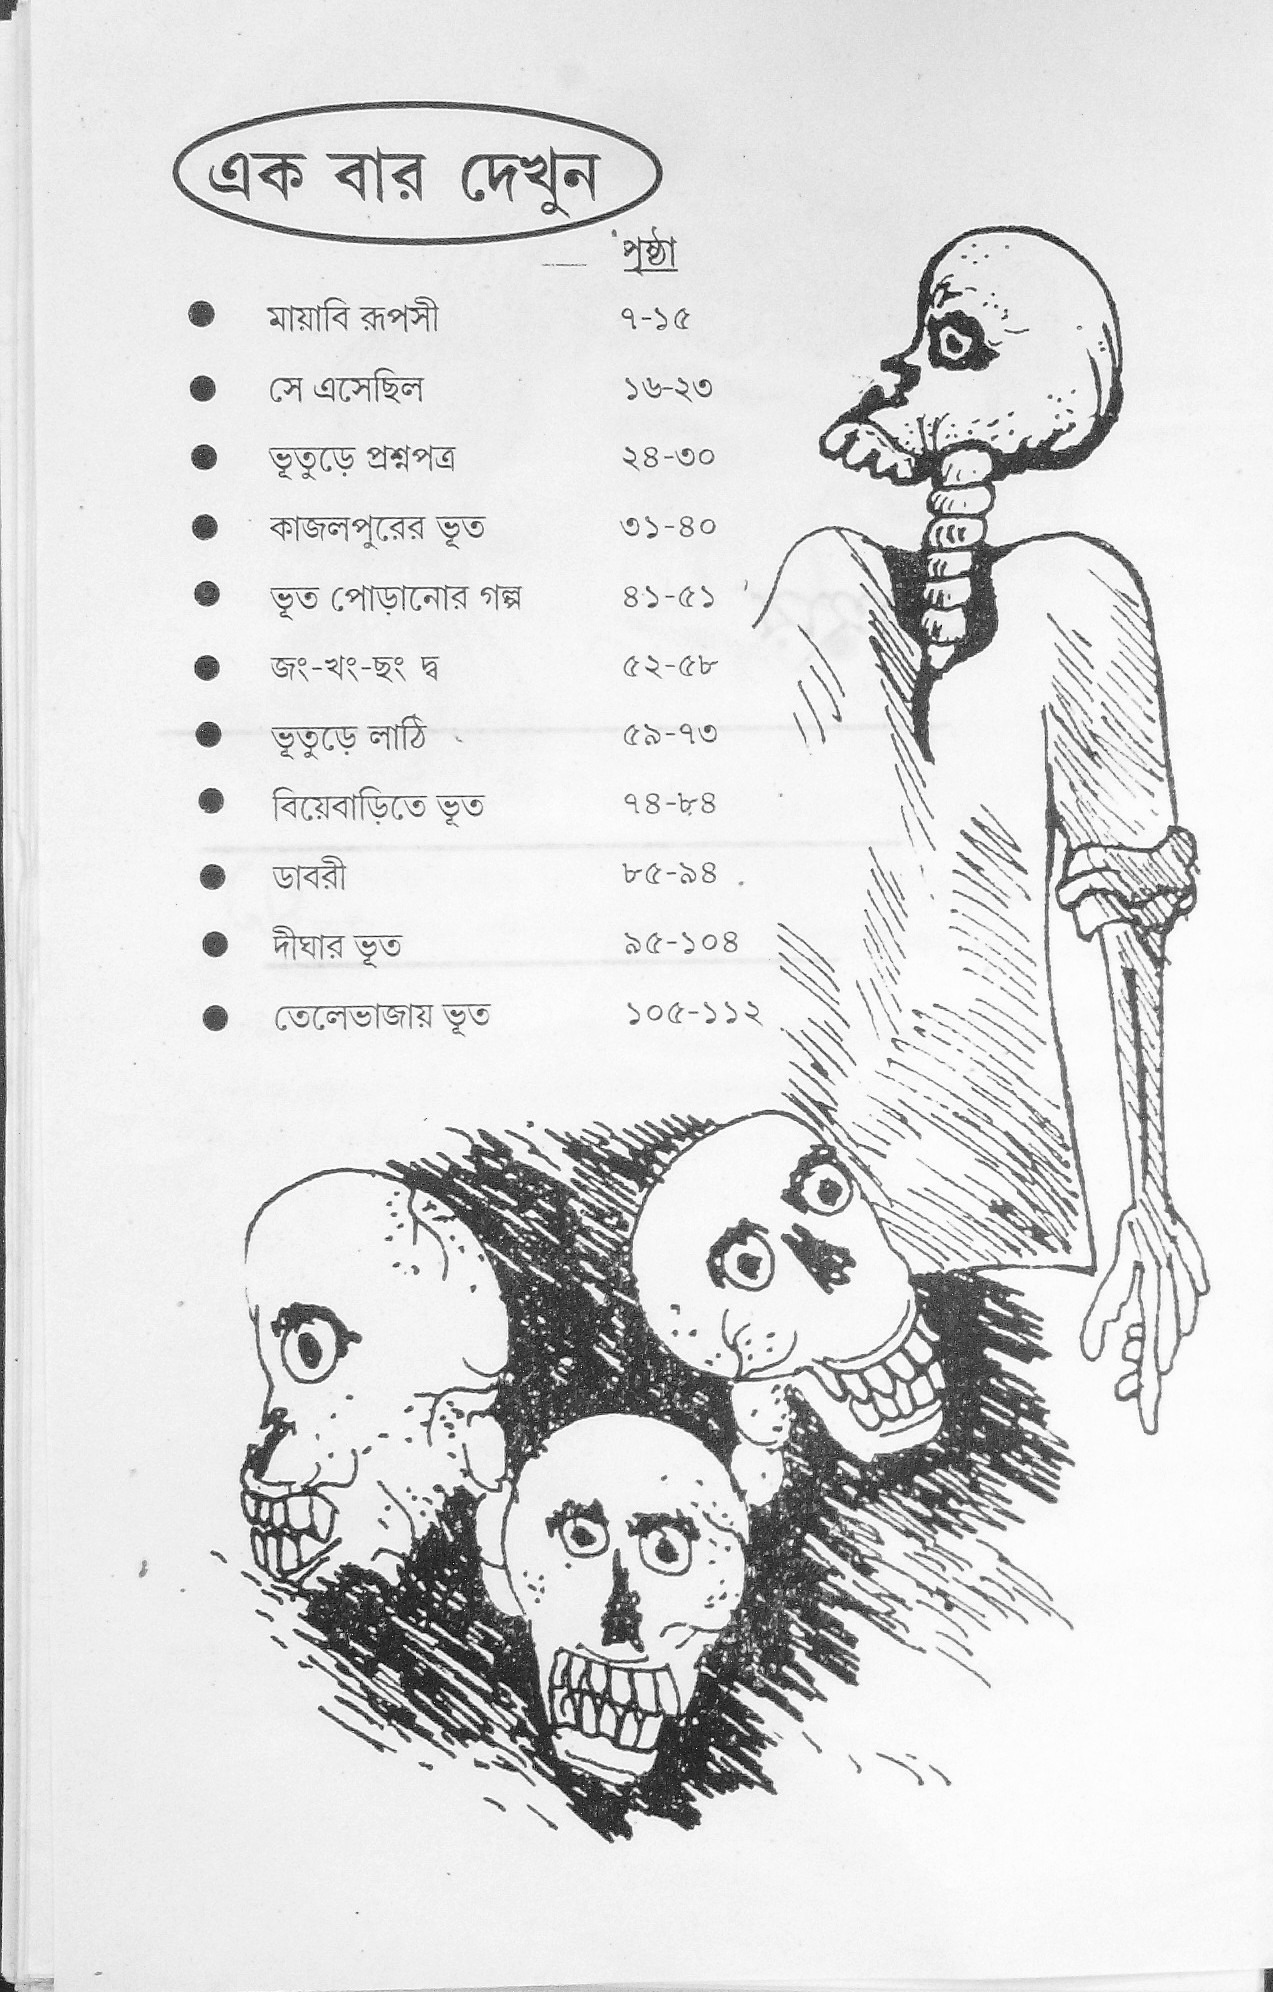 এক বার দেখুন
পৃষ্ঠা
● মায়াবি রূপসী ৭-১৫
● সে এসেছিল ১৬-২৩
● ভূতুড়ে প্রশ্নপত্র ২৪-৩০
● কাজলপুরের ভূত ৩১-৪০
● ভূত পোড়ানোর গল্প ৪১-৫১
● জং-খং-ছং দ্ব ৫২-৫৮
● ভূতুড়ে লাঠি ৫৯-৭৩
● বিয়েবাড়িতে ভূত ৭৪-৮৪
● ডাবরী ৮৫-৯৪
● দীঘার ভূত ৯৫-১০৪
● তেলেভাজায় ভূত ১০৫-১১২